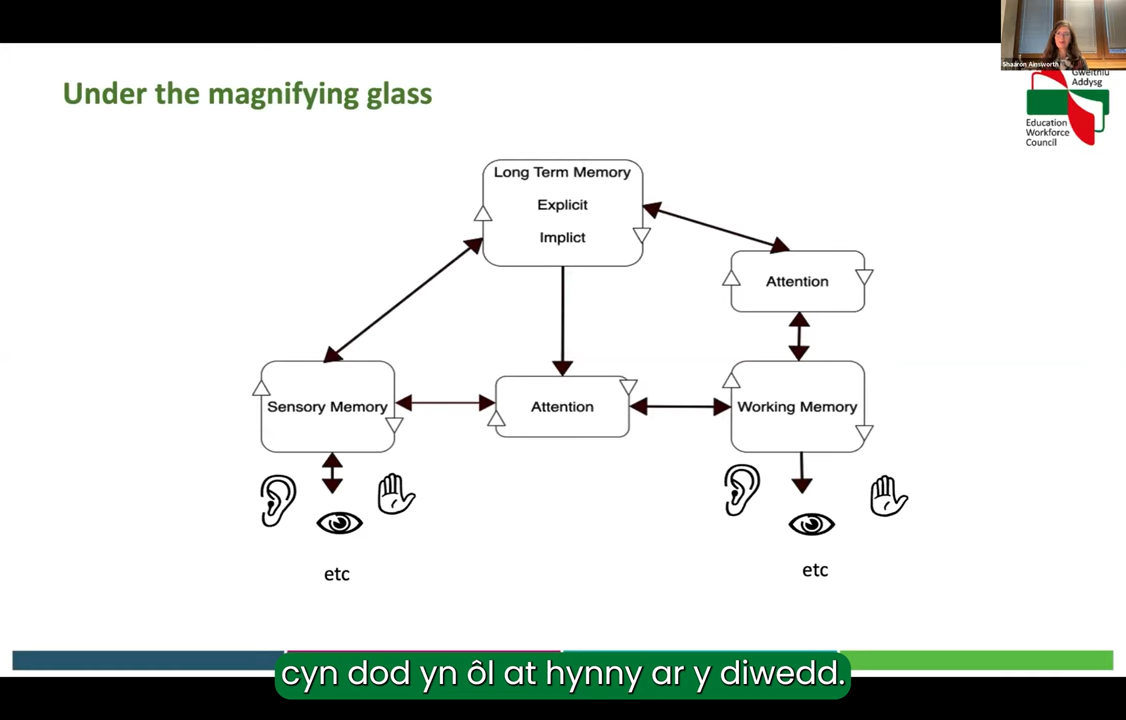 Shaaron Ainsworth
Under the magnifying glass
Gweithlu
Addysg
Education
Workforce
Council
Long Term Memory
Explicit
Implict
Attention
Sensory Memory
Attention
Working Memory
etc
etc
cyn dod yn ôl at hynny ar y diwedd.